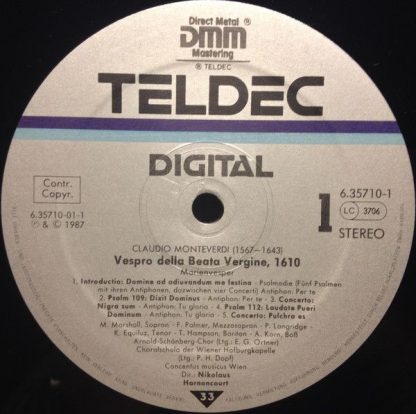 Direct Metal
DMM
Mastering
® TELDEC
TELDEC
DIGITAL
Contr.
Copyr.
6.35710-01-1
℗ & © 1987
1
6.35710-1
LC 3706
STEREO
CLAUDIO MONTEVERDI (1567–1643)
Vespro della Beata Vergine, 1610
Marienvesper
1. Introductio: Domine ad adiuvandum me festina - Psalmodie (Fünf Psalmen
mit ihren Antiphonen, dazwischen vier Concerti) Antiphon: Per te
2. Psalm 109: Dixit Dominus - Antiphon: Per te - 3. Concerto:
Nigra sum - Antiphon: Tu gloria - 4. Psalm 112: Laudate Pueri
Dominum - Antiphon: Tu gloria - 5. Concerto: Pulchra es
M. Marshall, Sopran - F. Palmer, Mezzosopran - P. Langridge -
K. Equiluz, Tenor - T. Hampson, Bariton - A. Korn, Baß
Arnold-Schönberg-Chor (Ltg.: E. G. Ortner)
Choralschola der Wiener Hofburgkapelle
(Ltg.: P. H. Dopf)
Concentus musicus Wien
Dir.: Nikolaus
Harnoncourt
33